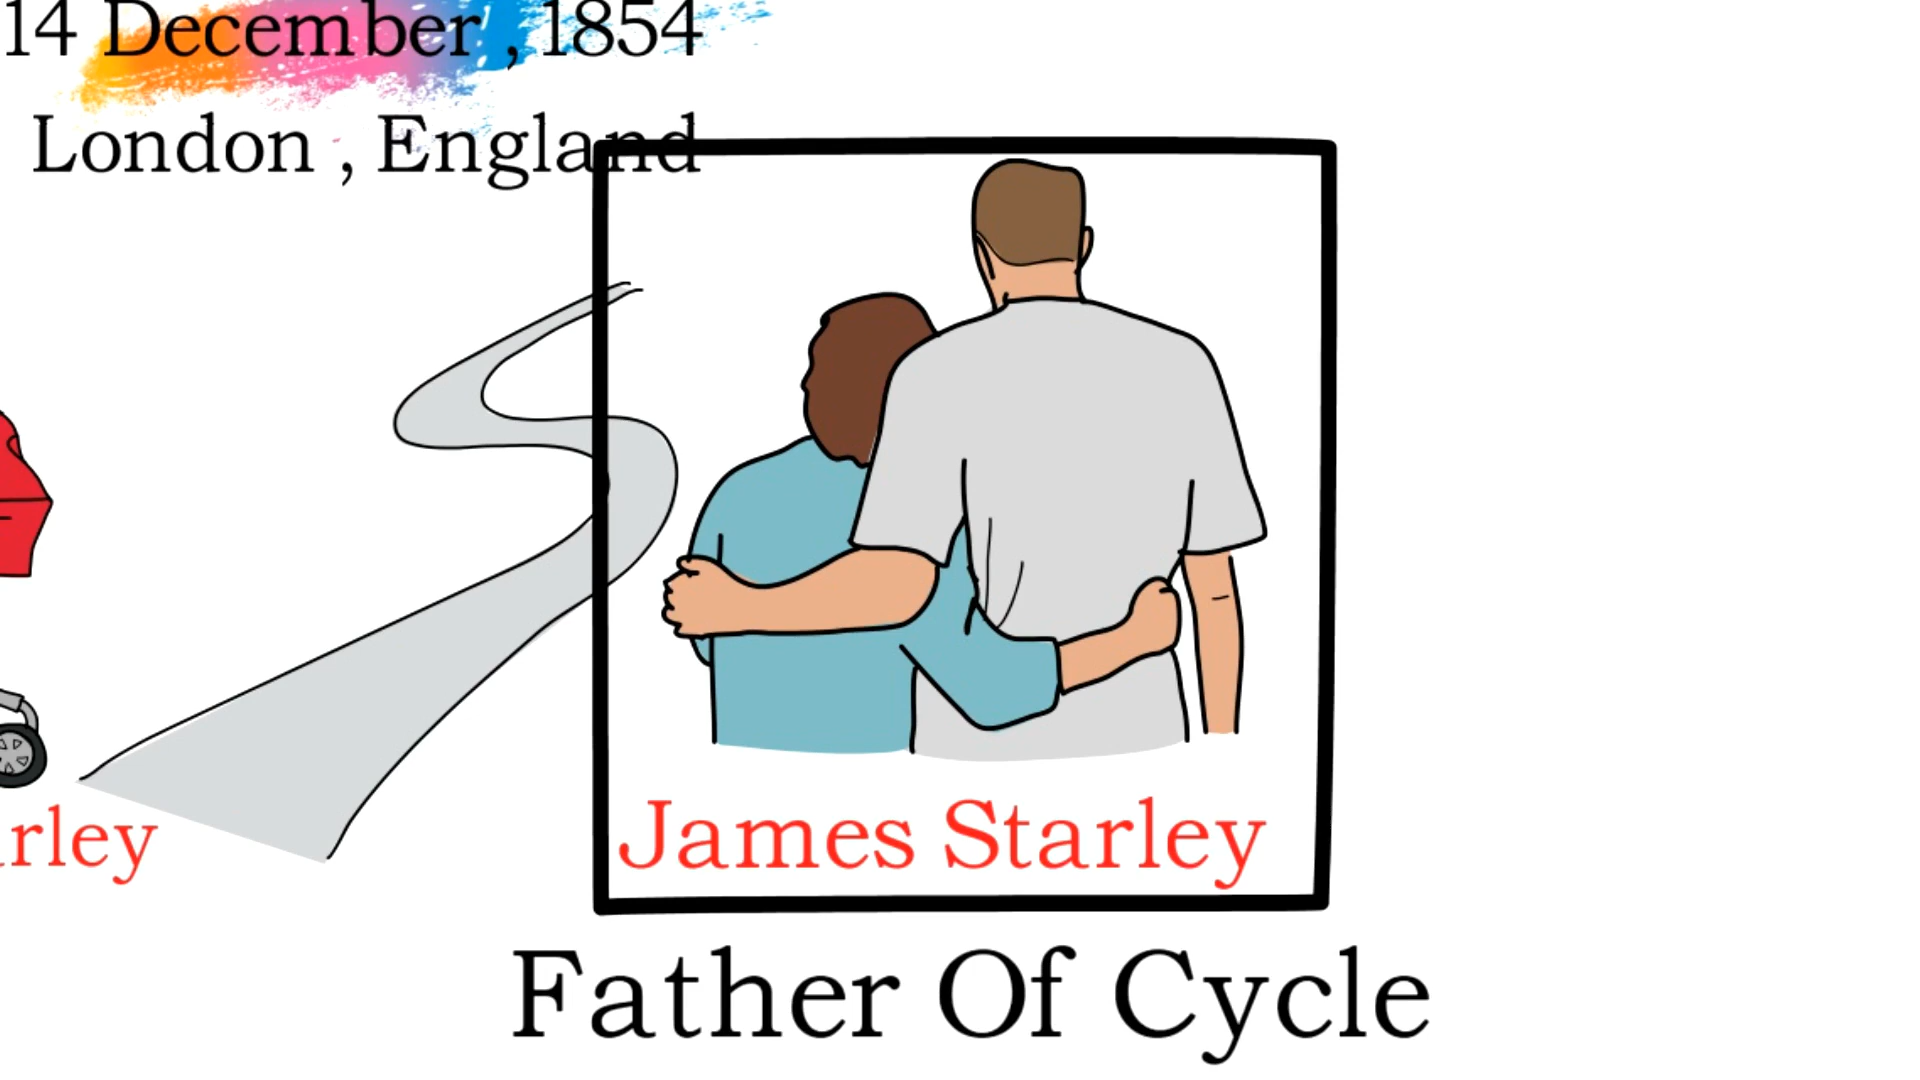 14 December , 1854
London , England
rley
James Starley
Father Of Cycle